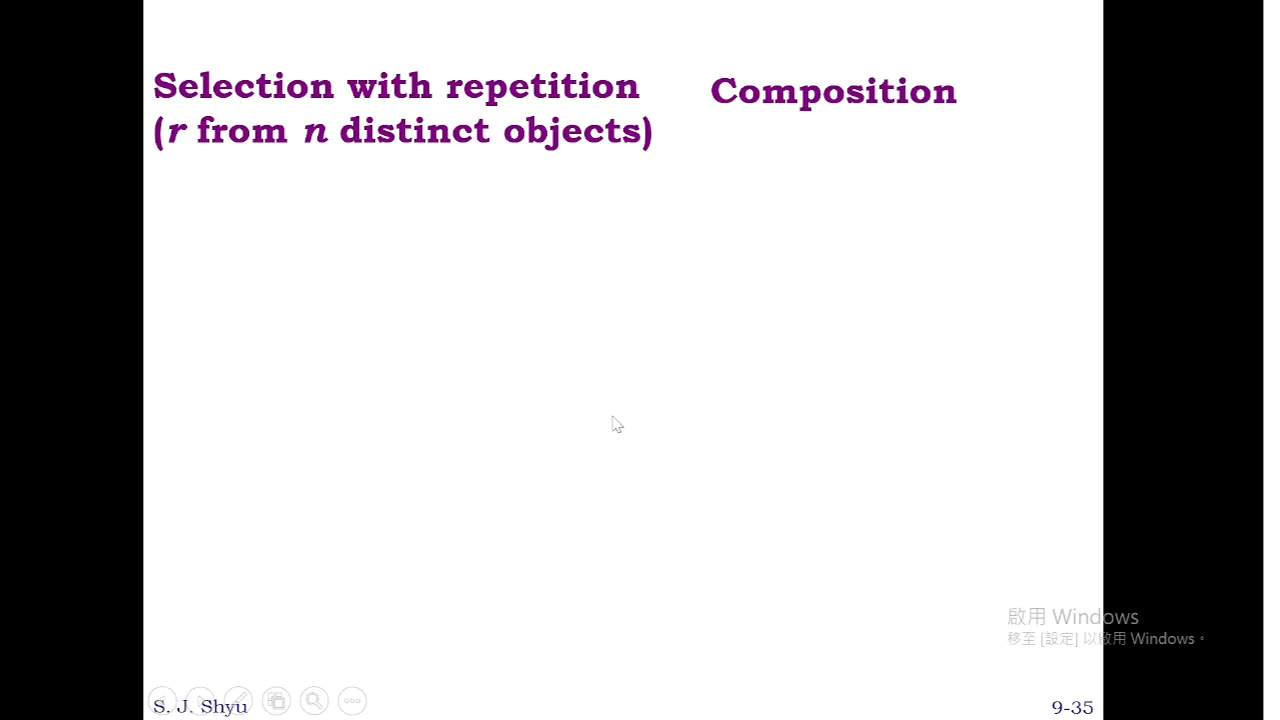 Selection with repetition
(r from n distinct objects)
Composition
啟用 Windows
移至 [設定] 以啟用 Windows。
S. J. Shyu
9-35